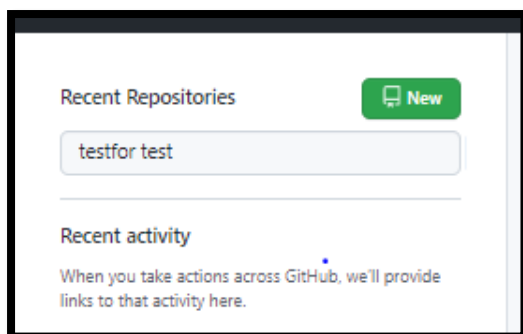 Recent Repositories
New
testfor test
Recent activity
When you take actions across GitHub, we'll provide
links to that activity here.